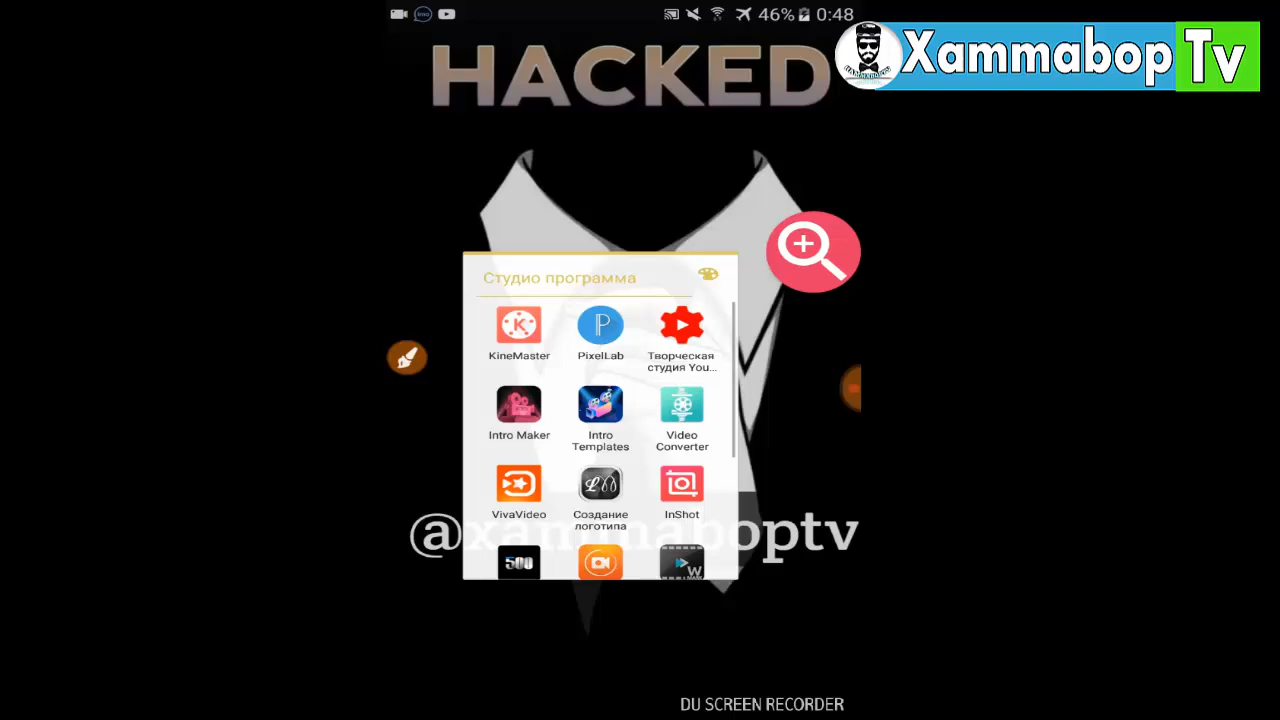 46% 0:48
HACKED
Xammabop Tv
Студио программа
KineMaster
PixelLab
Творческая
студия You...
Intro Maker
Intro
Templates
Video
Converter
VivaVideo
Создание
логотипа
InShot
@xammaboptv
500
W
DU SCREEN RECORDER